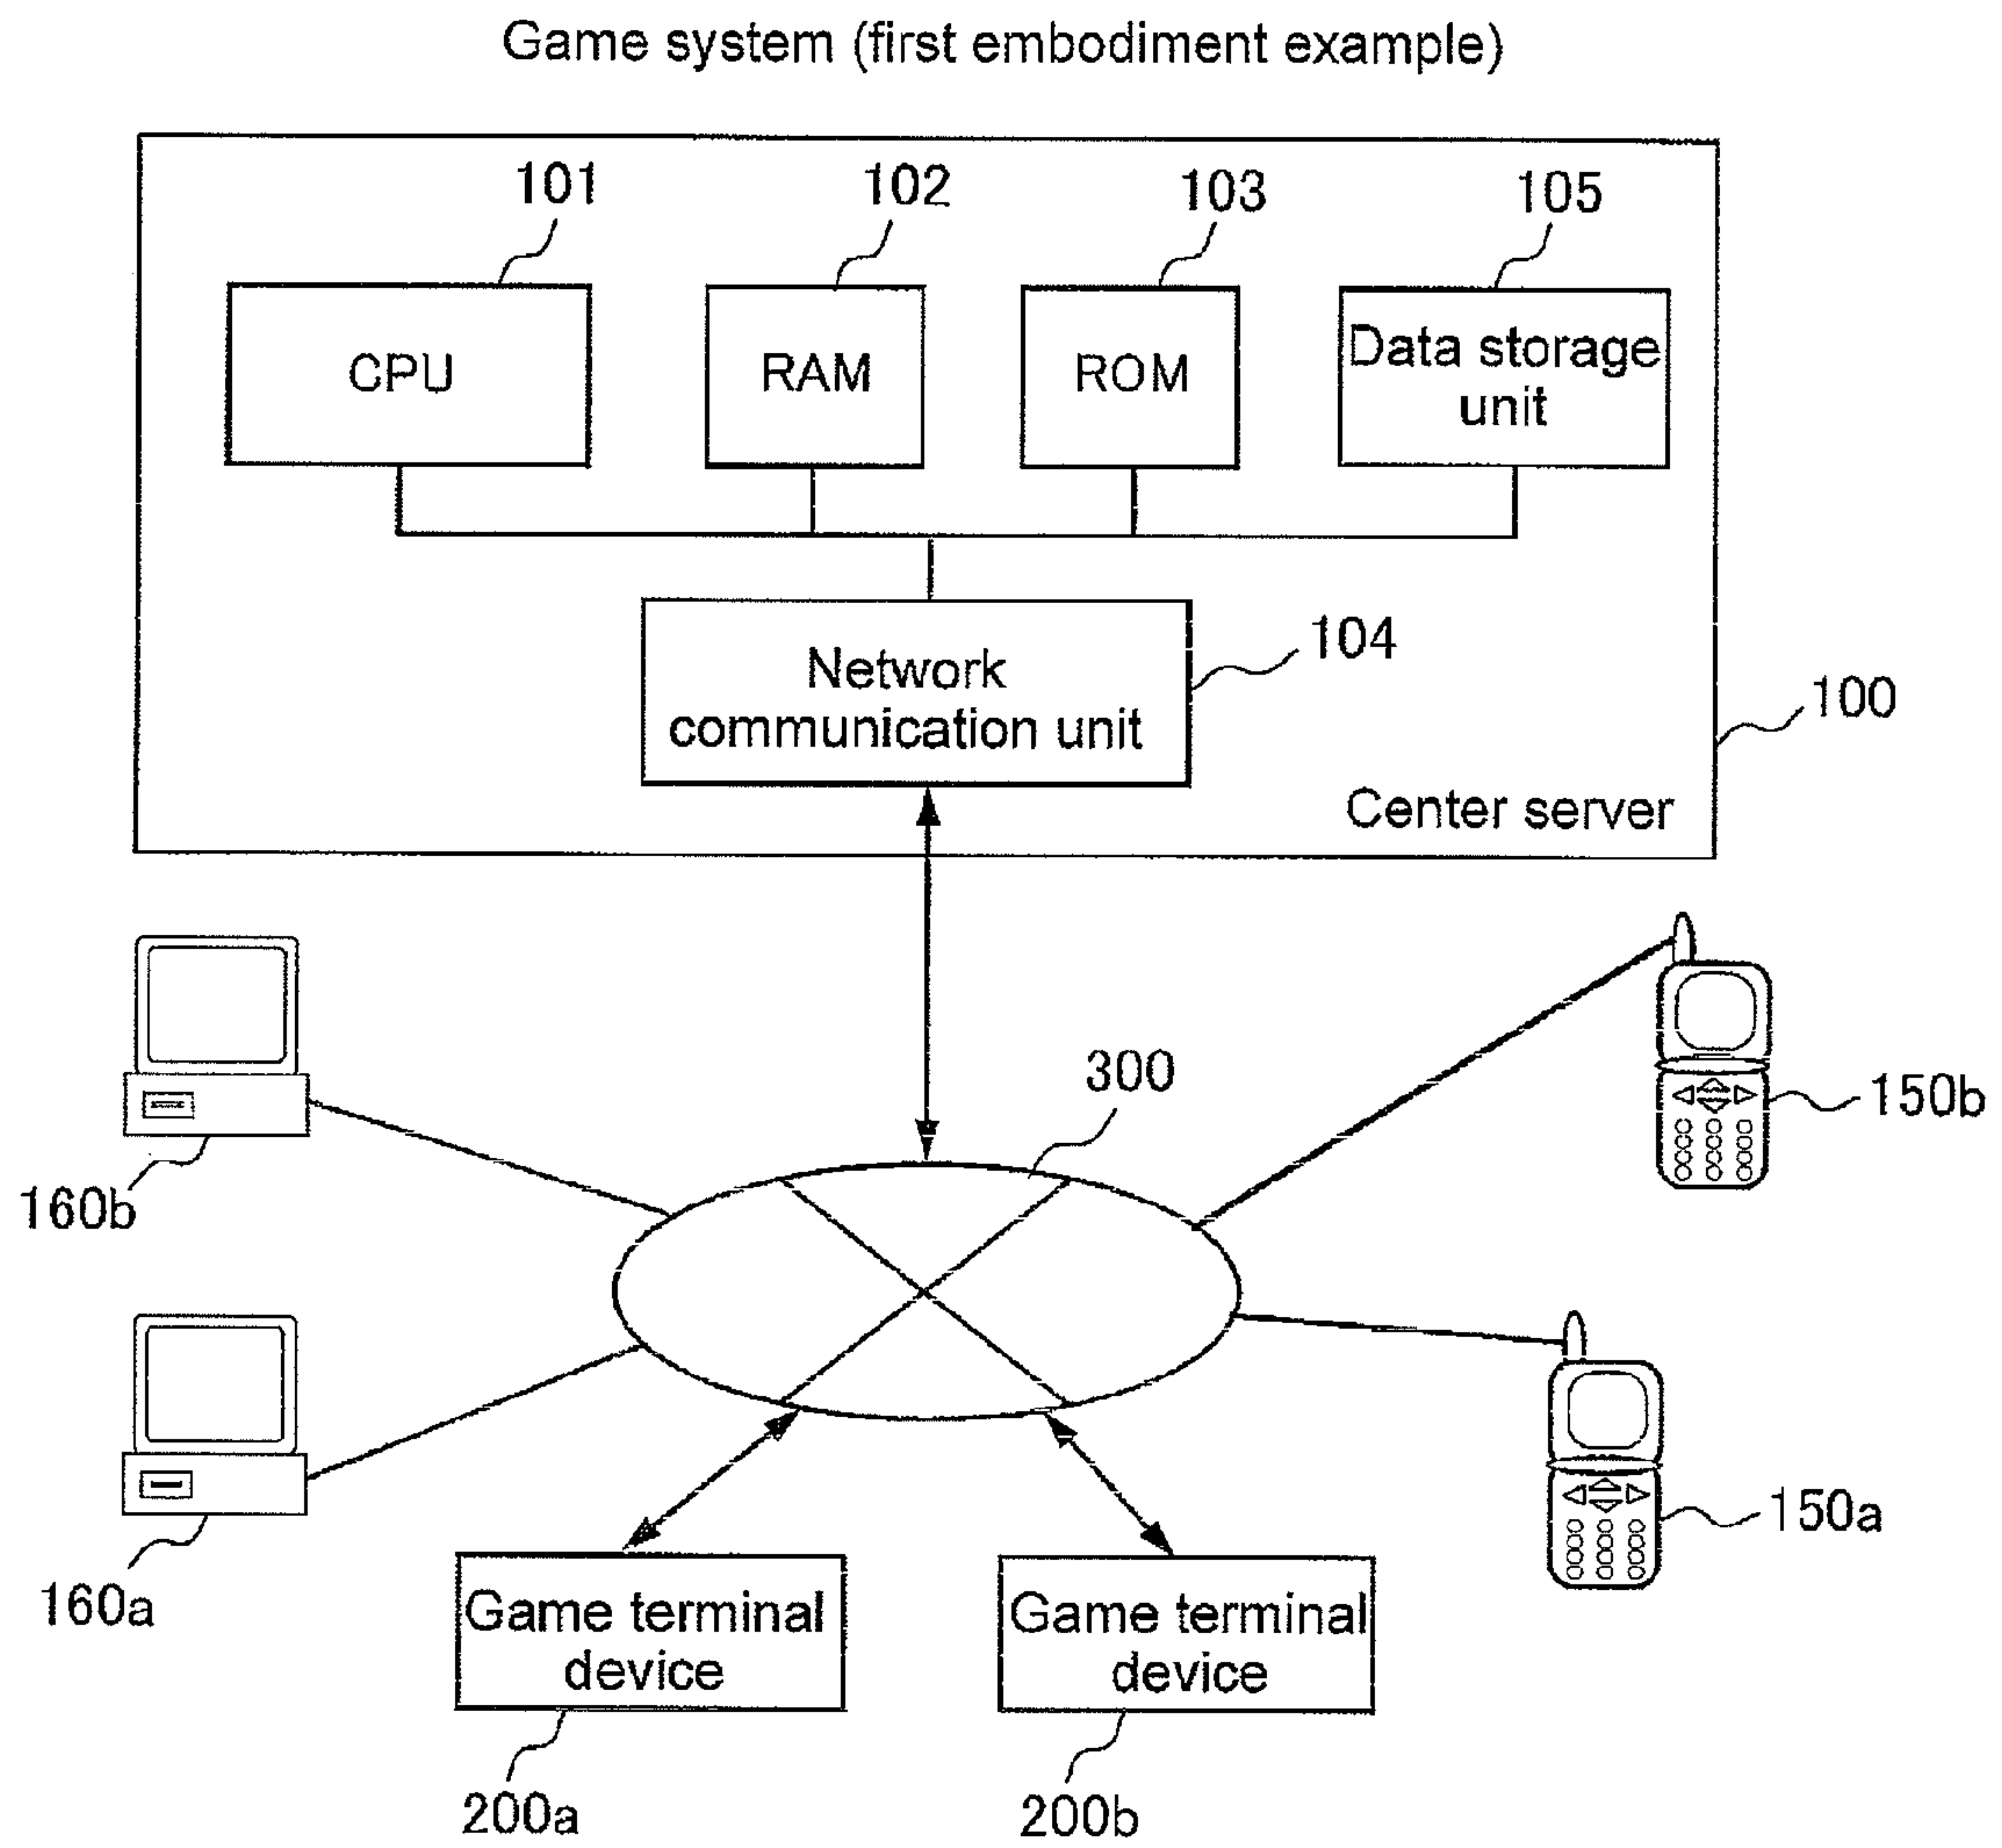 Game system (first embodiment example)
101
102
103
105
CPU
RAM
ROM
Data storage
unit
104
Network
communication unit
100
Center server
300
150b
160b
150a
160a
Game terminal
device
Game terminal
device
200a
200b